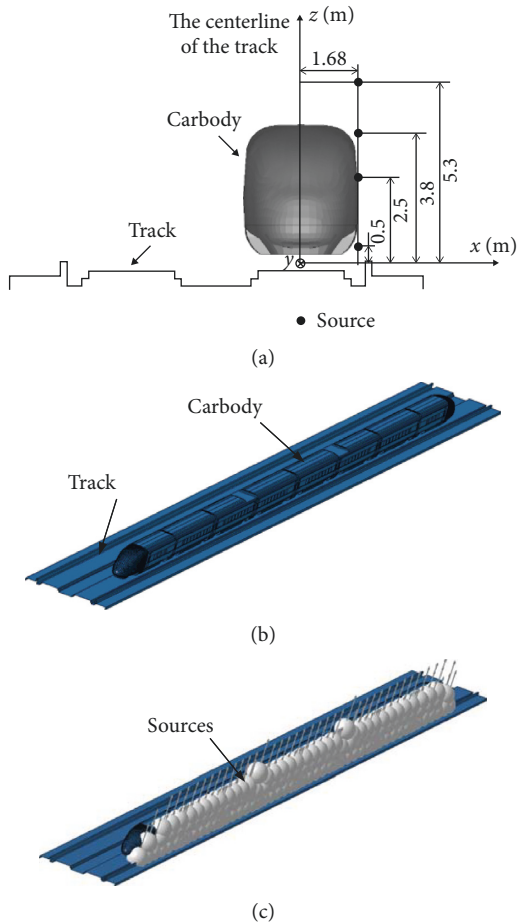 The centerline
of the track
z (m)
1.68
Carbody
0.5
2.5
3.8
5.3
Track
y
x (m)
Source
(a)
Carbody
Track
(b)
Sources
(c)